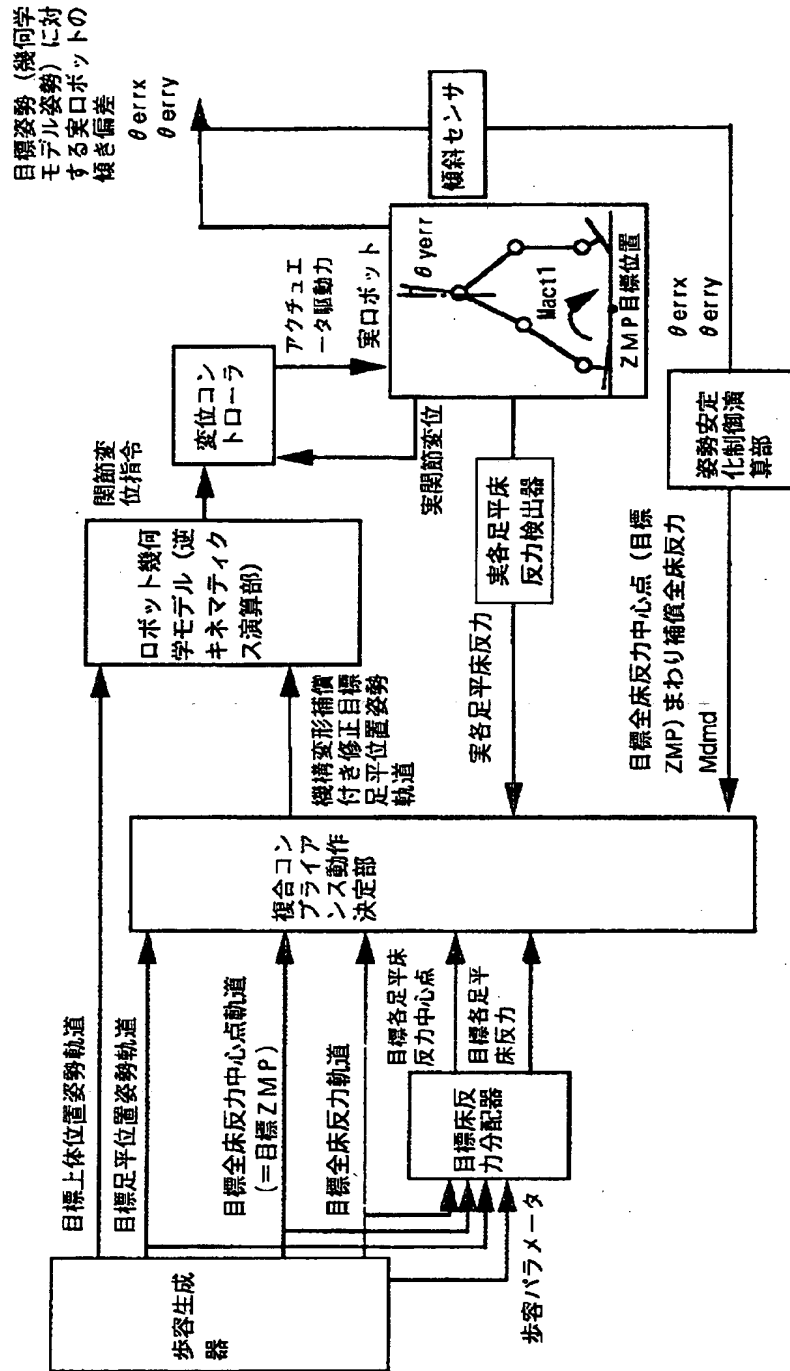 歩容生成
器
目標上体位置姿勢軌道
目標足平位置姿勢軌道
目標全床反力中心点軌道
(=目標ZMP)
目標全床反力軌道
歩容パラメータ
目標床反
力分配器
目標各足平床
反力中心点
目標各足平
床反力
複合コン
プライア
ンス動作
決定部
機構変形補償
付き修正目標
足平位置姿勢
軌道
ロボット幾何
学モデル(逆
キネマティク
ス演算部)
関節変
位指令
変位コン
トローラ
アクチュエ
ータ駆動力
実ロボット
実関節変位
θyerr
Mact1
ZMP目標位置
実各足平床
反力検出器
実各足平床反力
目標姿勢(幾何学
モデル姿勢)に対
する実ロボットの
傾き偏差
θerrx
θerry
傾斜センサ
θerrx
θerry
姿勢安定
化制御演
算部
目標全床反力中心点(目標
ZMP)まわり補償全床反力
Mdmd